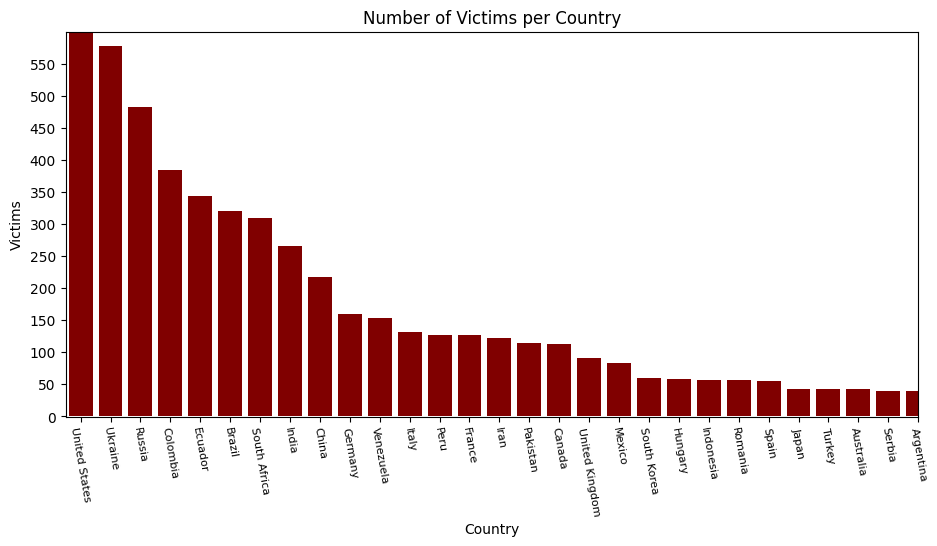 Number of Victims per Country
Victims
550
500
450
400
350
300
250
200
150
100
50
0
United States
Ukraine
Russia
Colombia
Ecuador
Brazil
South Africa
India
China
Germany
Venezuela
Italy
Peru
France
Iran
Pakistan
Canada
United Kingdom
Mexico
South Korea
Hungary
Indonesia
Romania
Spain
Japan
Turkey
Australia
Serbia
Argentina
Country